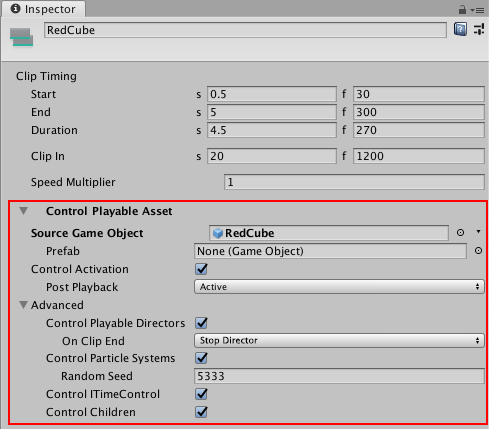 Inspector
RedCube
Clip Timing
Start s 0.5 f 30
End s 5 f 300
Duration s 4.5 f 270
Clip In s 20 f 1200
Speed Multiplier 1
Control Playable Asset
Source Game Object RedCube
Prefab None (Game Object)
Control Activation
Post Playback Active
Advanced
Control Playable Directors
On Clip End Stop Director
Control Particle Systems
Random Seed 5333
Control ITimeControl
Control Children